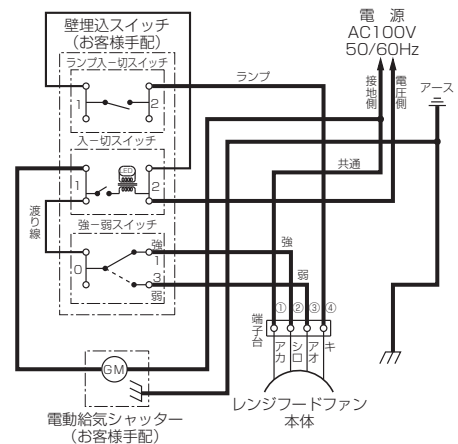 壁埋込スイッチ
（お客様手配）
電　源
AC100V
50/60Hz
ランプ入ー切スイッチ
1
2
ランプ
接地側
電圧側
アース
入ー切スイッチ
LED
1
2
共通
渡り線
強ー弱スイッチ
0
強
1
3
弱
強
弱
端子台
① ② ③ ④
アカ
シロ
アオ
キ
GM
電動給気シャッター
（お客様手配）
レンジフードファン
本体